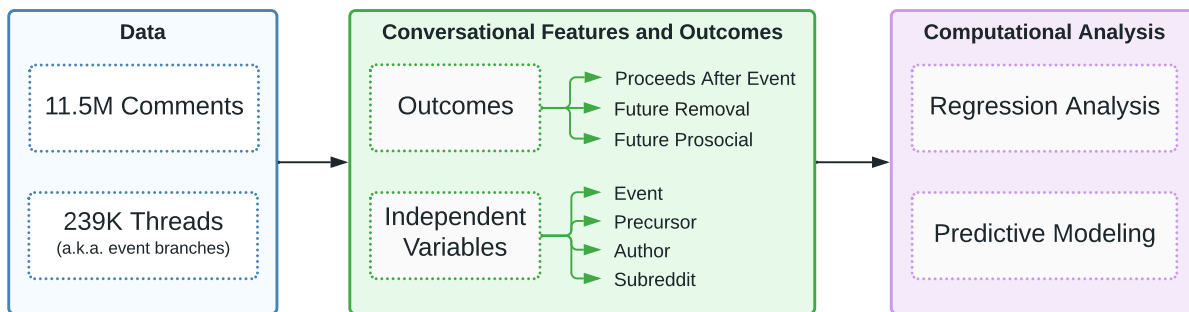 Data
11.5M Comments
239K Threads
(a.k.a. event branches)
Conversational Features and Outcomes
Outcomes
Proceeds After Event
Future Removal
Future Prosocial
Independent
Variables
Event
Precursor
Author
Subreddit
Computational Analysis
Regression Analysis
Predictive Modeling